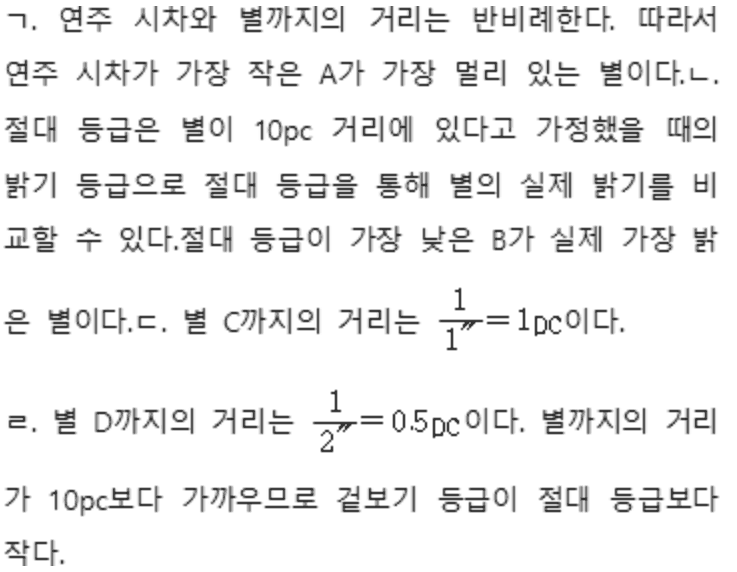 ㄱ. 연주 시차와 별까지의 거리는 반비례한다. 따라서
연주 시차가 가장 작은 A가 가장 멀리 있는 별이다.ㄴ.
절대 등급은 별이 10pc 거리에 있다고 가정했을 때의
밝기 등급으로 절대 등급을 통해 별의 실제 밝기를 비
교할 수 있다.절대 등급이 가장 낮은 B가 실제 가장 밝
은 별이다.ㄷ. 별 C까지의 거리는 1/1″=1pc이다.
ㄹ. 별 D까지의 거리는 1/2″=0.5pc이다. 별까지의 거리
가 10pc보다 가까우므로 겉보기 등급이 절대 등급보다
작다.